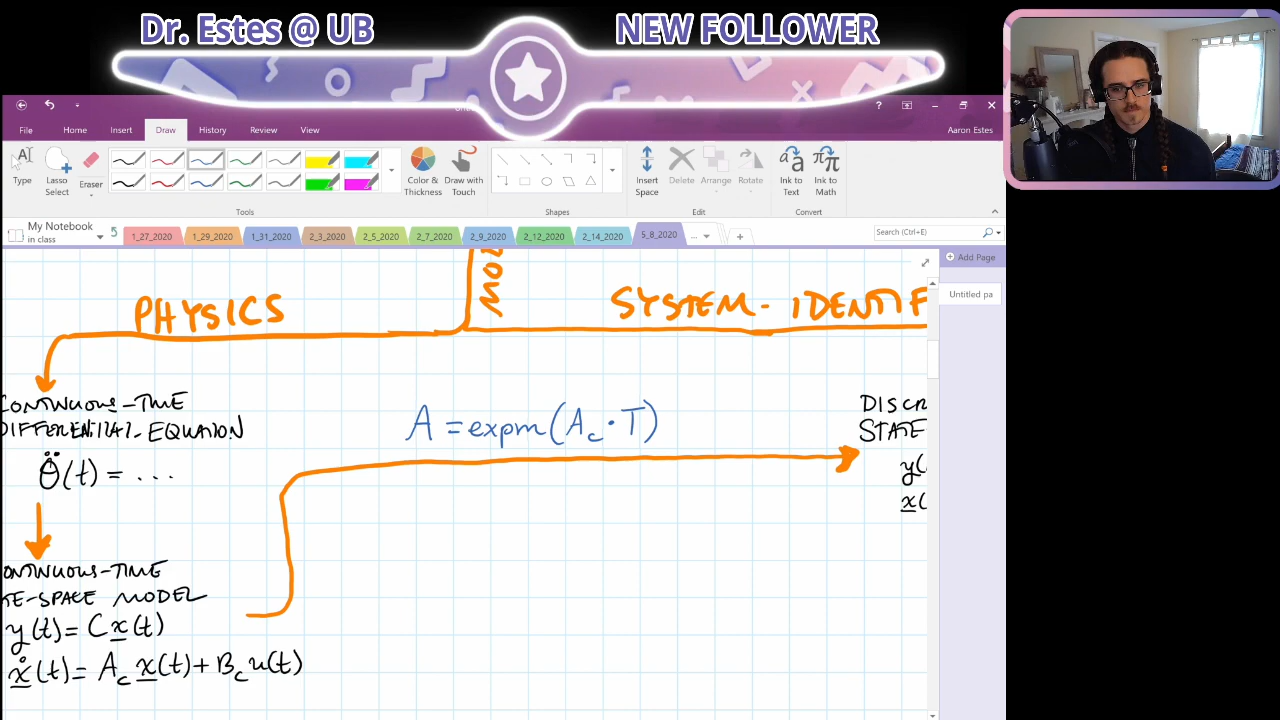 Dr. Estes @ UB
NEW FOLLOWER
File Home Insert Draw History Review View
Aaron Estes
Type
Lasso Select
Eraser
Color & Thickness
Draw with Touch
Insert Space
Delete
Arrange
Rotate
Ink to Text
Ink to Math
Tools
Shapes
Edit
Convert
My Notebook
in class
1_27_2020 1_29_2020 1_31_2020 2_3_2020 2_5_2020 2_7_2020 2_9_2020 2_12_2020 2_14_2020 5_8_2020 ...
Search (Ctrl+E)
Add Page
Untitled pa
PHYSICS
SYSTEM-IDENTIF
CONTINUOUS-TIME
DIFFERENTIAL-EQUATION
Θ̈(t) = ...
A = expm(A_c · T)
DISCR
STATE
y(
x(
ONTINUOUS-TIME
TE-SPACE MODEL
y(t) = C x(t)
ẋ(t) = A_c x(t) + B_c u(t)